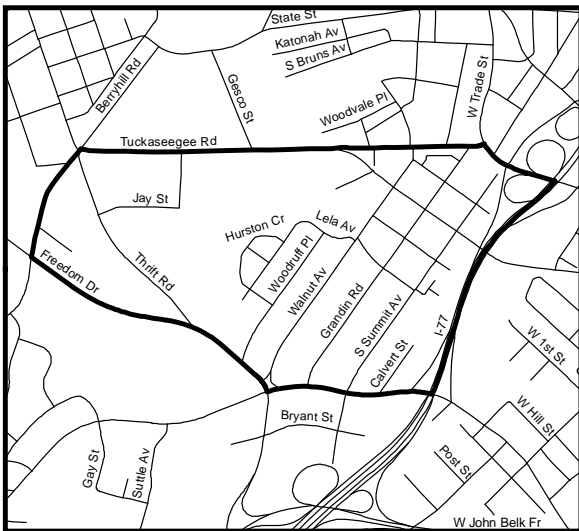 State St
Katonah Av
S Bruns Av
Berryhill Rd
Gesco St
W Trade St
Woodvale Pl
Tuckaseegee Rd
Jay St
Hurston Cr
Lela Av
Woodruff Pl
Freedom Dr
Thrift Rd
Walnut Av
Grandin Rd
S Summit Av
I-77
Calvert St
W 1st St
W Hill St
Bryant St
Gay St
Suttle Av
Post St
W John Belk Fr